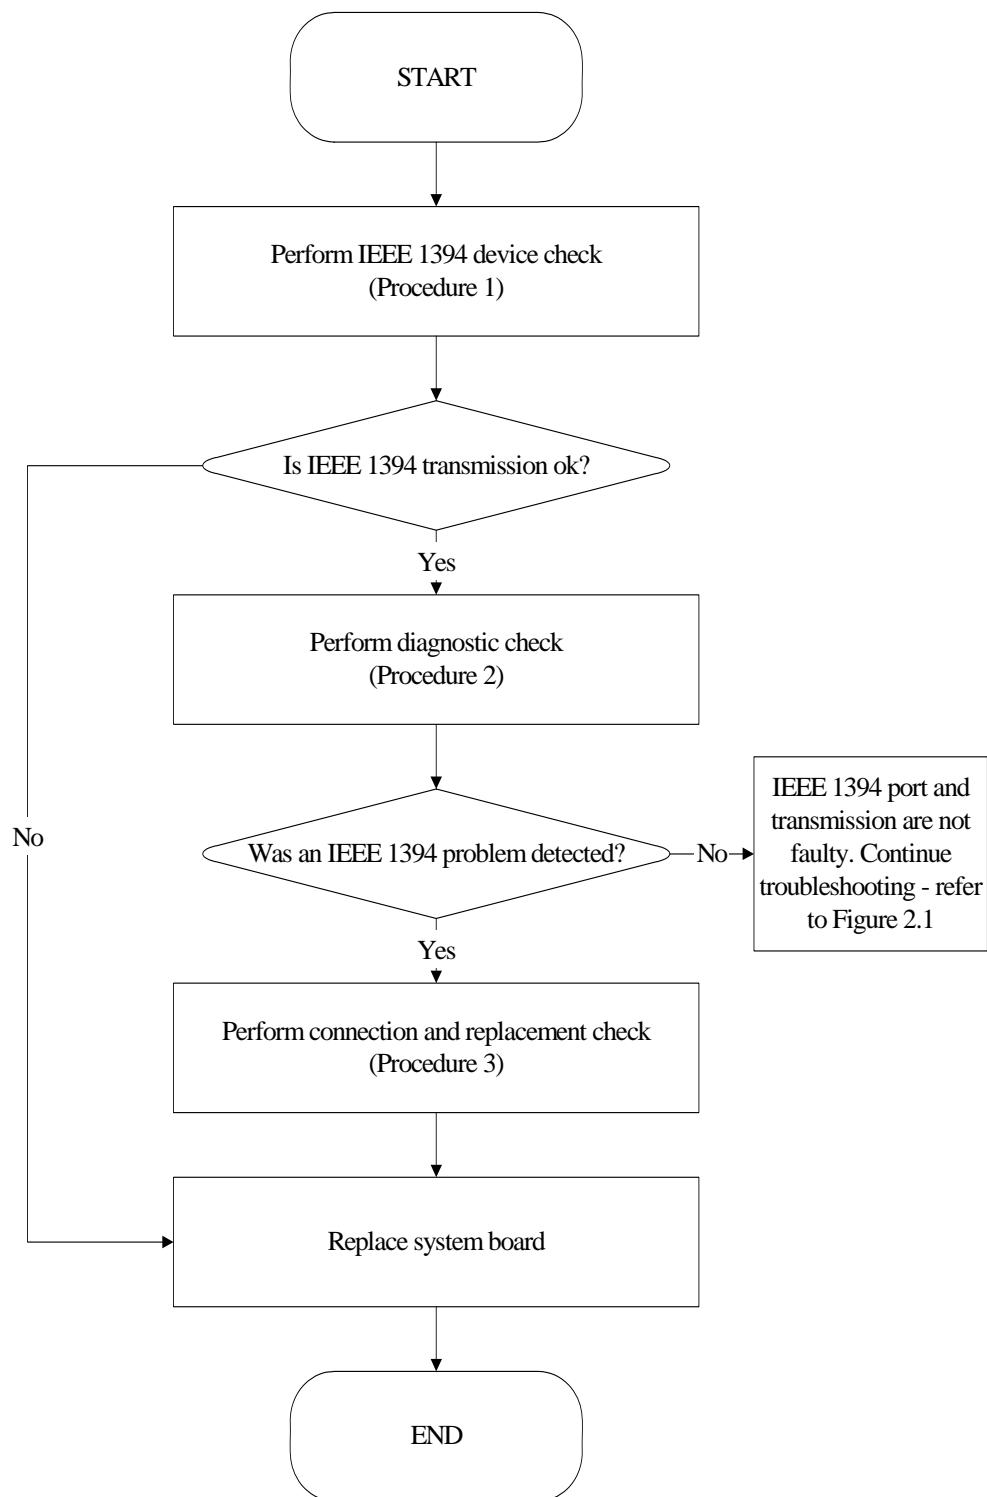 START
Perform IEEE 1394 device check
(Procedure 1)
Is IEEE 1394 transmission ok?
Yes
Perform diagnostic check
(Procedure 2)
No
Was an IEEE 1394 problem detected?
No
IEEE 1394 port and
transmission are not
faulty. Continue
troubleshooting - refer
to Figure 2.1
Yes
Perform connection and replacement check
(Procedure 3)
Replace system board
END